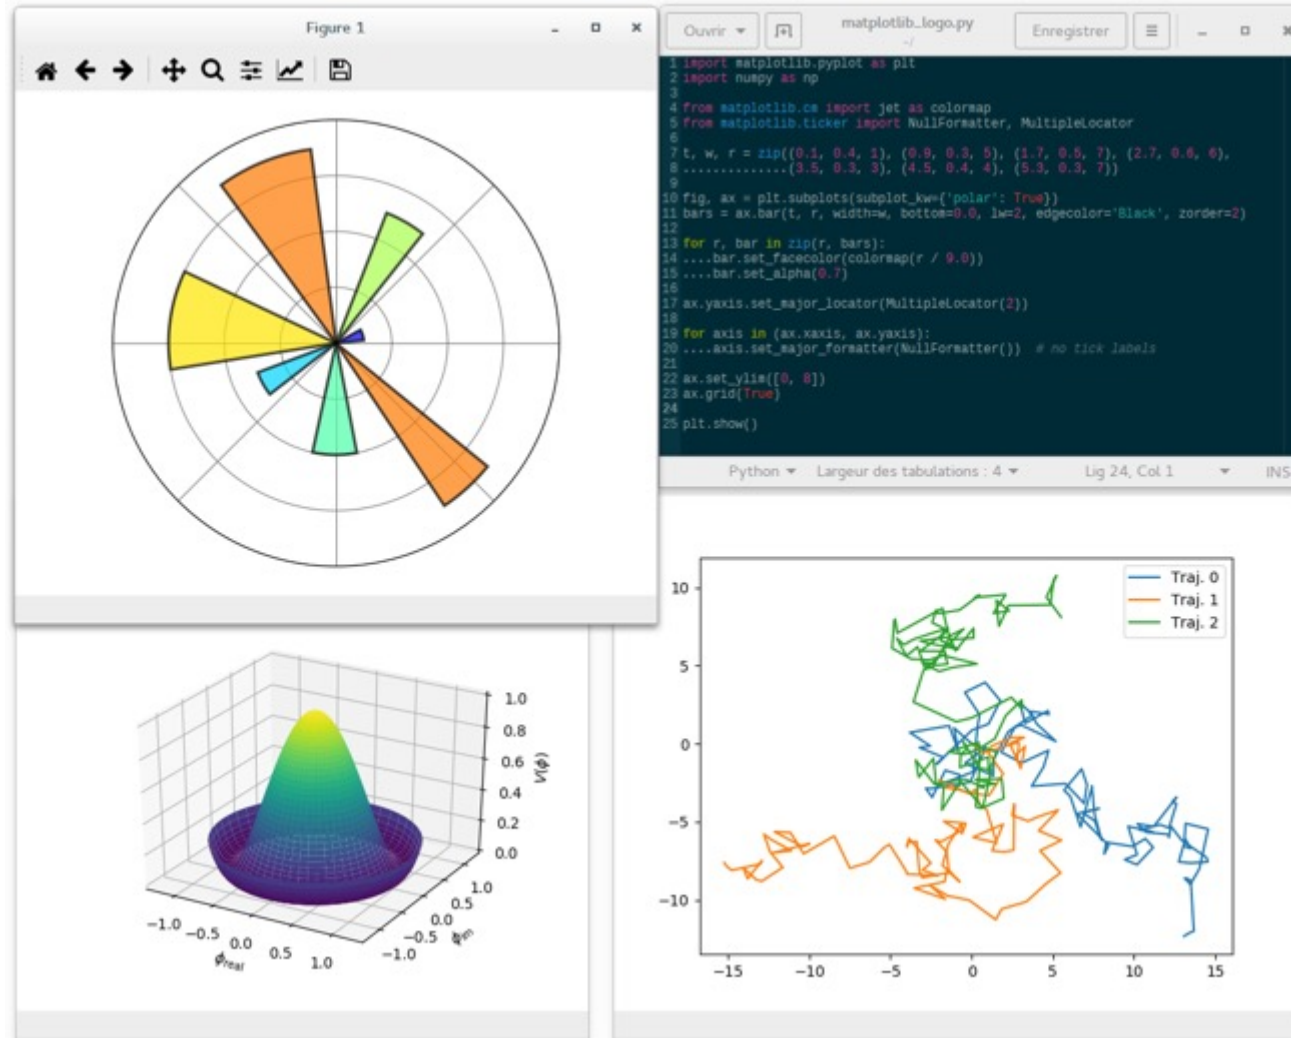 Figure 1
Ouvrir
matplotlib_logo.py
~/
Enregistrer
1 import matplotlib.pyplot as plt
2 import numpy as np
3
4 from matplotlib.cm import jet as colormap
5 from matplotlib.ticker import NullFormatter, MultipleLocator
6
7 t, w, r = zip((0.1, 0.4, 1), (0.9, 0.3, 5), (1.7, 0.5, 7), (2.7, 0.6, 6),
8 ..............(3.5, 0.3, 3), (4.5, 0.4, 4), (5.3, 0.3, 7))
9
10 fig, ax = plt.subplots(subplot_kw={'polar': True})
11 bars = ax.bar(t, r, width=w, bottom=0.0, lw=2, edgecolor='Black', zorder=2)
12
13 for r, bar in zip(r, bars):
14 ....bar.set_facecolor(colormap(r / 9.0))
15 ....bar.set_alpha(0.7)
16
17 ax.yaxis.set_major_locator(MultipleLocator(2))
18
19 for axis in (ax.xaxis, ax.yaxis):
20 ....axis.set_major_formatter(NullFormatter())  # no tick labels
21
22 ax.set_ylim([0, 8])
23 ax.grid(True)
24
25 plt.show()
Python
Largeur des tabulations : 4
Lig 24, Col 1
INS
1.0
0.8
0.6
0.4
0.2
0.0
V(ϕ)
1.0
0.5
0.0
−0.5
−1.0
ϕim
−1.0
−0.5
0.0
0.5
1.0
ϕreal
Traj. 0
Traj. 1
Traj. 2
10
5
0
−5
−10
−15
−10
−5
0
5
10
15